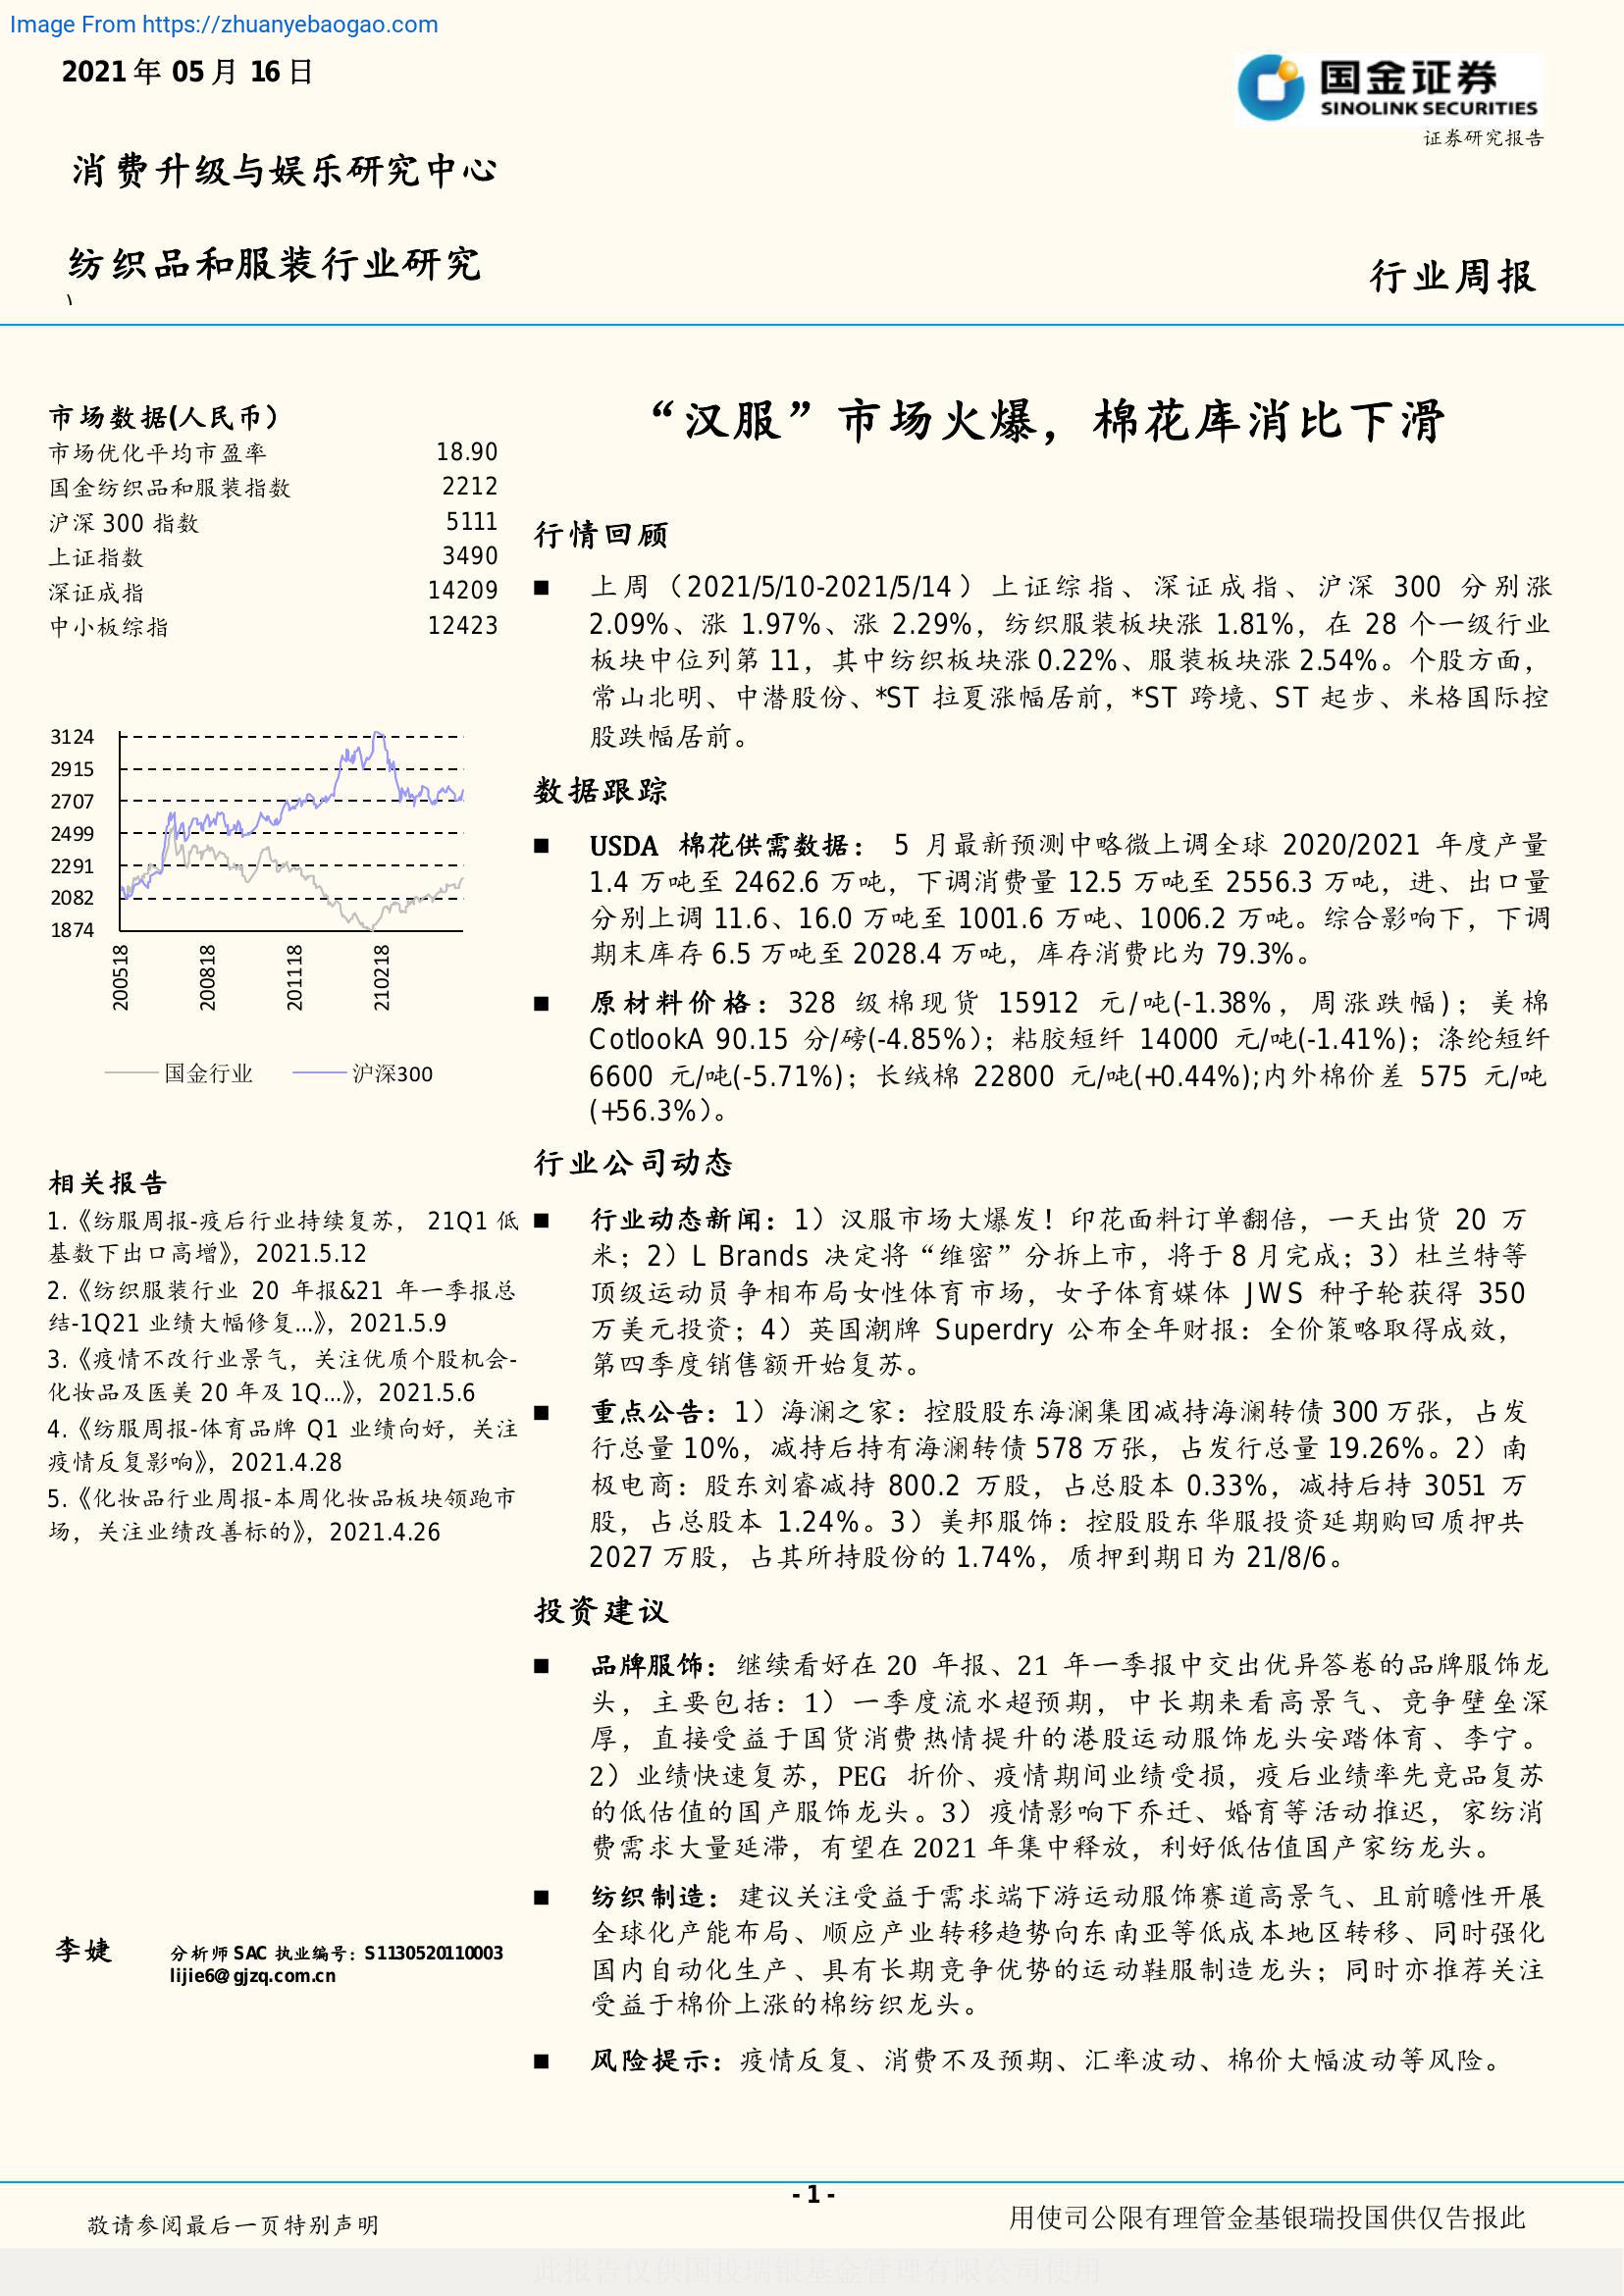 Image From https://zhuanyebaogao.com
2021 年 05 月 16 日
国金证券
SINOLINK SECURITIES
证券研究报告
消费升级与娱乐研究中心
纺织品和服装行业研究
行业周报
市场数据(人民币）
市场优化平均市盈率 18.90
国金纺织品和服装指数 2212
沪深 300 指数 5111
上证指数 3490
深证成指 14209
中小板综指 12423
3124
2915
2707
2499
2291
2082
1874
200518
200818
201118
210218
国金行业 沪深300
相关报告
1.《纺服周报-疫后行业持续复苏， 21Q1 低
基数下出口高增》，2021.5.12
2.《纺织服装行业 20 年报&21 年一季报总
结-1Q21 业绩大幅修复...》，2021.5.9
3.《疫情不改行业景气，关注优质个股机会-
化妆品及医美 20 年及 1Q...》，2021.5.6
4.《纺服周报-体育品牌 Q1 业绩向好，关注
疫情反复影响》，2021.4.28
5.《化妆品行业周报-本周化妆品板块领跑市
场，关注业绩改善标的》，2021.4.26
李婕 分析师 SAC 执业编号：S1130520110003
lijie6@gjzq.com.cn
“汉服”市场火爆，棉花库消比下滑
行情回顾
■ 上周（2021/5/10-2021/5/14）上证综指、深证成指、沪深 300 分别涨
2.09%、涨 1.97%、涨 2.29%，纺织服装板块涨 1.81%，在 28 个一级行业
板块中位列第 11，其中纺织板块涨 0.22%、服装板块涨 2.54%。个股方面，
常山北明、中潜股份、*ST 拉夏涨幅居前，*ST 跨境、ST 起步、米格国际控
股跌幅居前。
数据跟踪
■ USDA 棉花供需数据： 5 月最新预测中略微上调全球 2020/2021 年度产量
1.4 万吨至 2462.6 万吨，下调消费量 12.5 万吨至 2556.3 万吨，进、出口量
分别上调 11.6、16.0 万吨至 1001.6 万吨、1006.2 万吨。综合影响下，下调
期末库存 6.5 万吨至 2028.4 万吨，库存消费比为 79.3%。
■ 原材料价格：328 级棉现货 15912 元/吨(-1.38%，周涨跌幅)；美棉
CotlookA 90.15 分/磅(-4.85%)；粘胶短纤 14000 元/吨(-1.41%)；涤纶短纤
6600 元/吨(-5.71%)；长绒棉 22800 元/吨(+0.44%);内外棉价差 575 元/吨
(+56.3%）。
行业公司动态
■ 行业动态新闻：1）汉服市场大爆发！印花面料订单翻倍，一天出货 20 万
米；2）L Brands 决定将“维密”分拆上市，将于 8 月完成；3）杜兰特等
顶级运动员争相布局女性体育市场，女子体育媒体 JWS 种子轮获得 350
万美元投资；4）英国潮牌 Superdry 公布全年财报：全价策略取得成效，
第四季度销售额开始复苏。
■ 重点公告：1）海澜之家：控股股东海澜集团减持海澜转债 300 万张，占发
行总量 10%，减持后持有海澜转债 578 万张，占发行总量 19.26%。2）南
极电商：股东刘睿减持 800.2 万股，占总股本 0.33%，减持后持 3051 万
股，占总股本 1.24%。3）美邦服饰：控股股东华服投资延期购回质押共
2027 万股，占其所持股份的 1.74%，质押到期日为 21/8/6。
投资建议
■ 品牌服饰：继续看好在 20 年报、21 年一季报中交出优异答卷的品牌服饰龙
头，主要包括：1）一季度流水超预期，中长期来看高景气、竞争壁垒深
厚，直接受益于国货消费热情提升的港股运动服饰龙头安踏体育、李宁。
2）业绩快速复苏，PEG 折价、疫情期间业绩受损，疫后业绩率先竞品复苏
的低估值的国产服饰龙头。3）疫情影响下乔迁、婚育等活动推迟，家纺消
费需求大量延滞，有望在 2021 年集中释放，利好低估值国产家纺龙头。
■ 纺织制造：建议关注受益于需求端下游运动服饰赛道高景气、且前瞻性开展
全球化产能布局、顺应产业转移趋势向东南亚等低成本地区转移、同时强化
国内自动化生产、具有长期竞争优势的运动鞋服制造龙头；同时亦推荐关注
受益于棉价上涨的棉纺织龙头。
■ 风险提示：疫情反复、消费不及预期、汇率波动、棉价大幅波动等风险。
- 1 -
敬请参阅最后一页特别声明
用使司公限有理管金基银瑞投国供仅告报此
此报告仅供国投瑞银基金管理有限公司使用